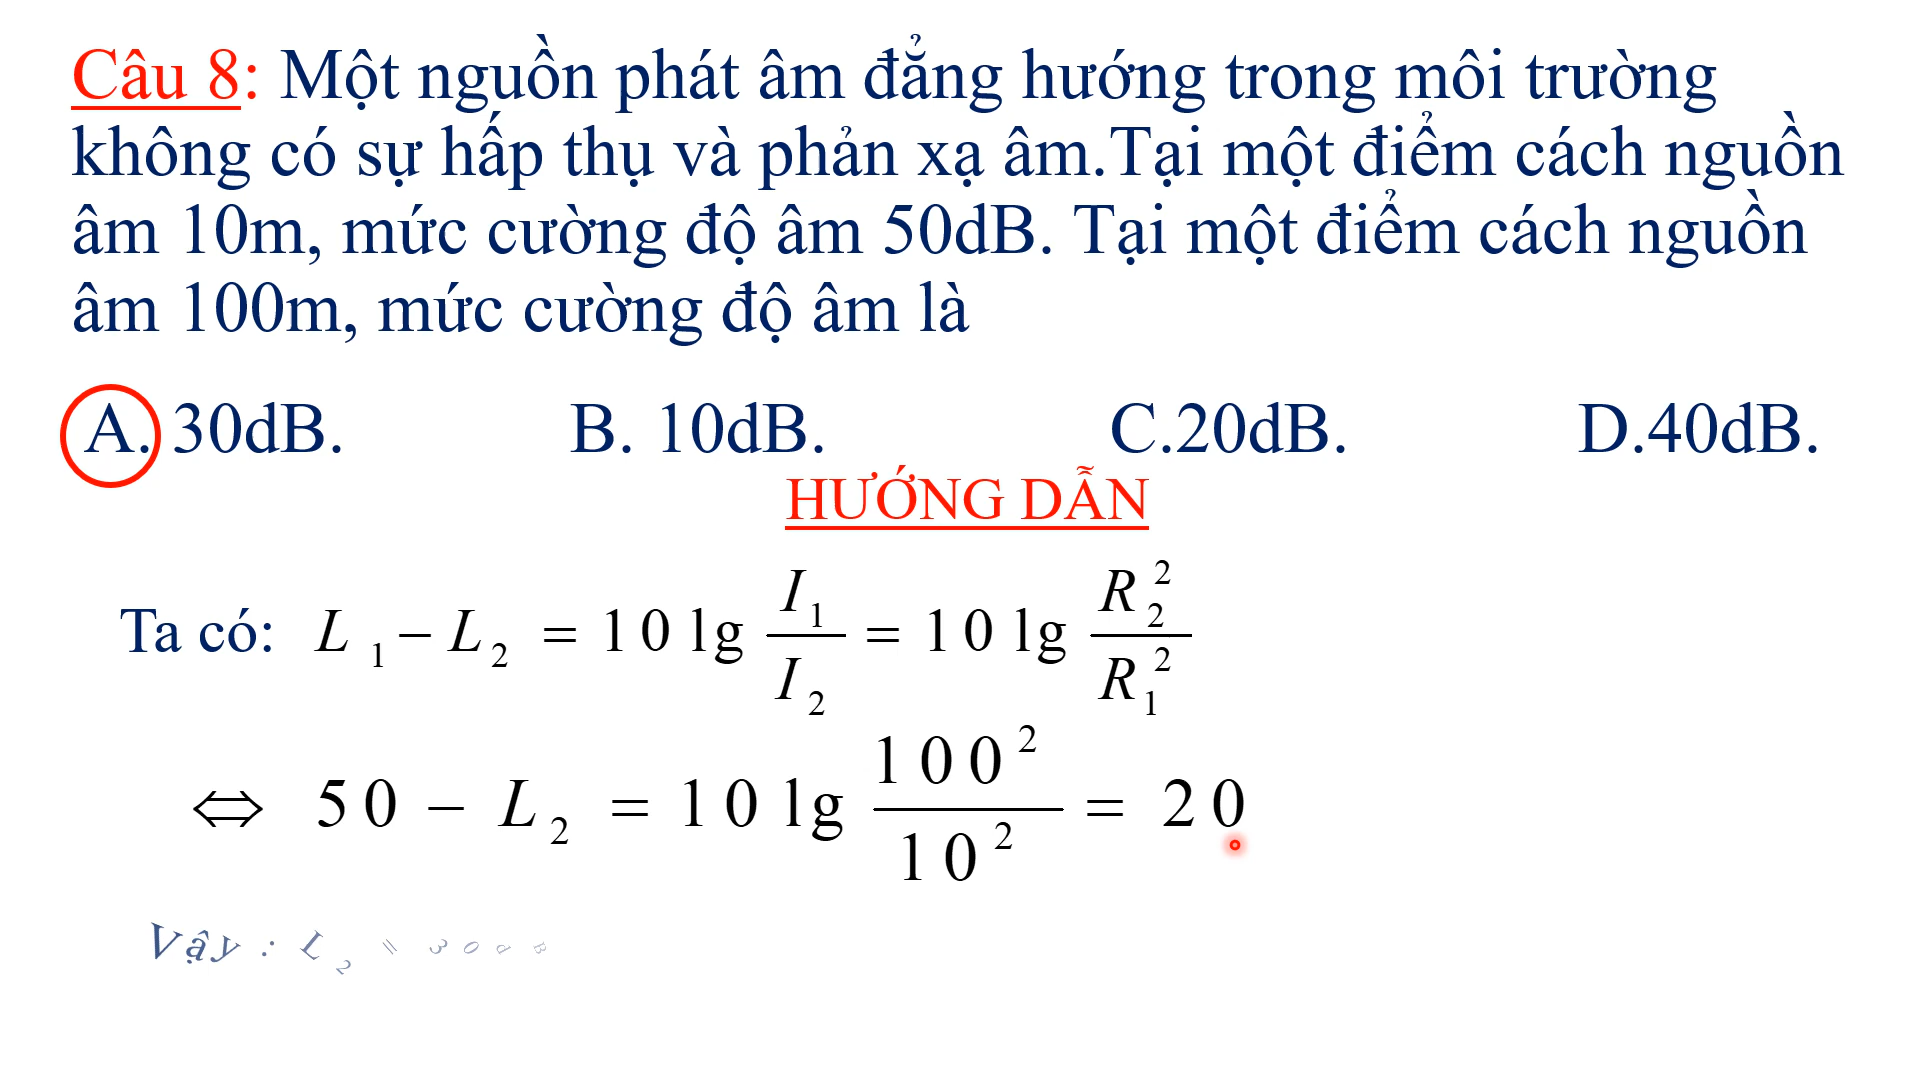 Câu 8: Một nguồn phát âm đẳng hướng trong môi trường
không có sự hấp thụ và phản xạ âm.Tại một điểm cách nguồn
âm 10m, mức cường độ âm 50dB. Tại một điểm cách nguồn
âm 100m, mức cường độ âm là
A. 30dB. B. 10dB. C.20dB. D.40dB.
HƯỚNG DẪN
Ta có: L₁ − L₂ = 10 lg I₁/I₂ = 10 lg R₂²/R₁²
⇔ 50 − L₂ = 10 lg 100²/10² = 20
Vậy : L₂ = 30dB